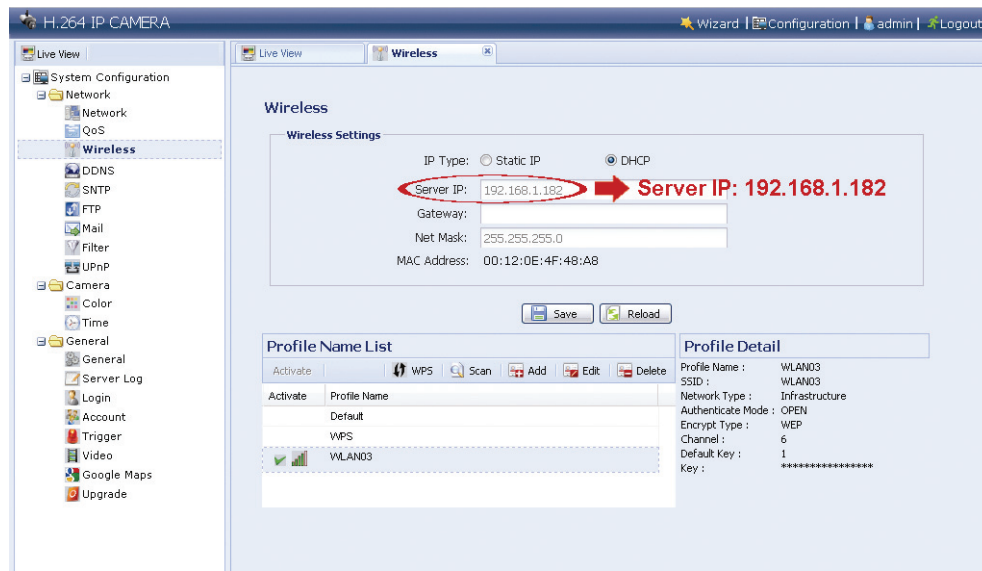 H.264 IP CAMERA
Wizard | Configuration | admin | Logout
Live View
Live View
Wireless
System Configuration
Network
Network
QoS
Wireless
DDNS
SNTP
FTP
Mail
Filter
UPnP
Camera
Color
Time
General
General
Server Log
Login
Account
Trigger
Video
Google Maps
Upgrade
Wireless
Wireless Settings
IP Type: Static IP DHCP
Server IP: 192.168.1.182 Server IP: 192.168.1.182
Gateway:
Net Mask: 255.255.255.0
MAC Address: 00:12:0E:4F:48:A8
Save Reload
Profile Name List
Activate WPS Scan Add Edit Delete
Activate Profile Name
Default
WPS
WLAN03
Profile Detail
Profile Name : WLAN03
SSID : WLAN03
Network Type : Infrastructure
Authenticate Mode : OPEN
Encrypt Type : WEP
Channel : 6
Default Key : 1
Key : ****************